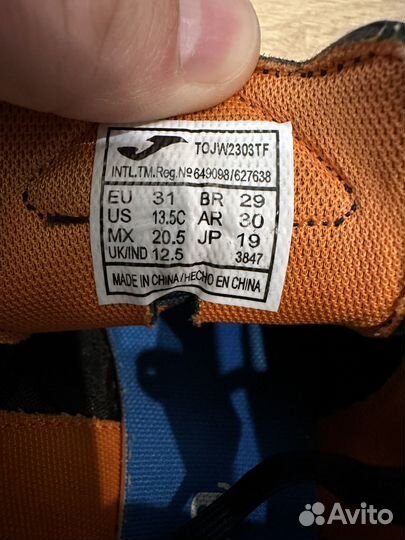 TOJW2303TF
INTL.TM.Reg.Nº649098/627638
EU 31 BR 29
US 13.5C AR 30
MX 20.5 JP 19
UK/IND 12.5 3847
MADE IN CHINA/HECHO EN CHINA
Avito